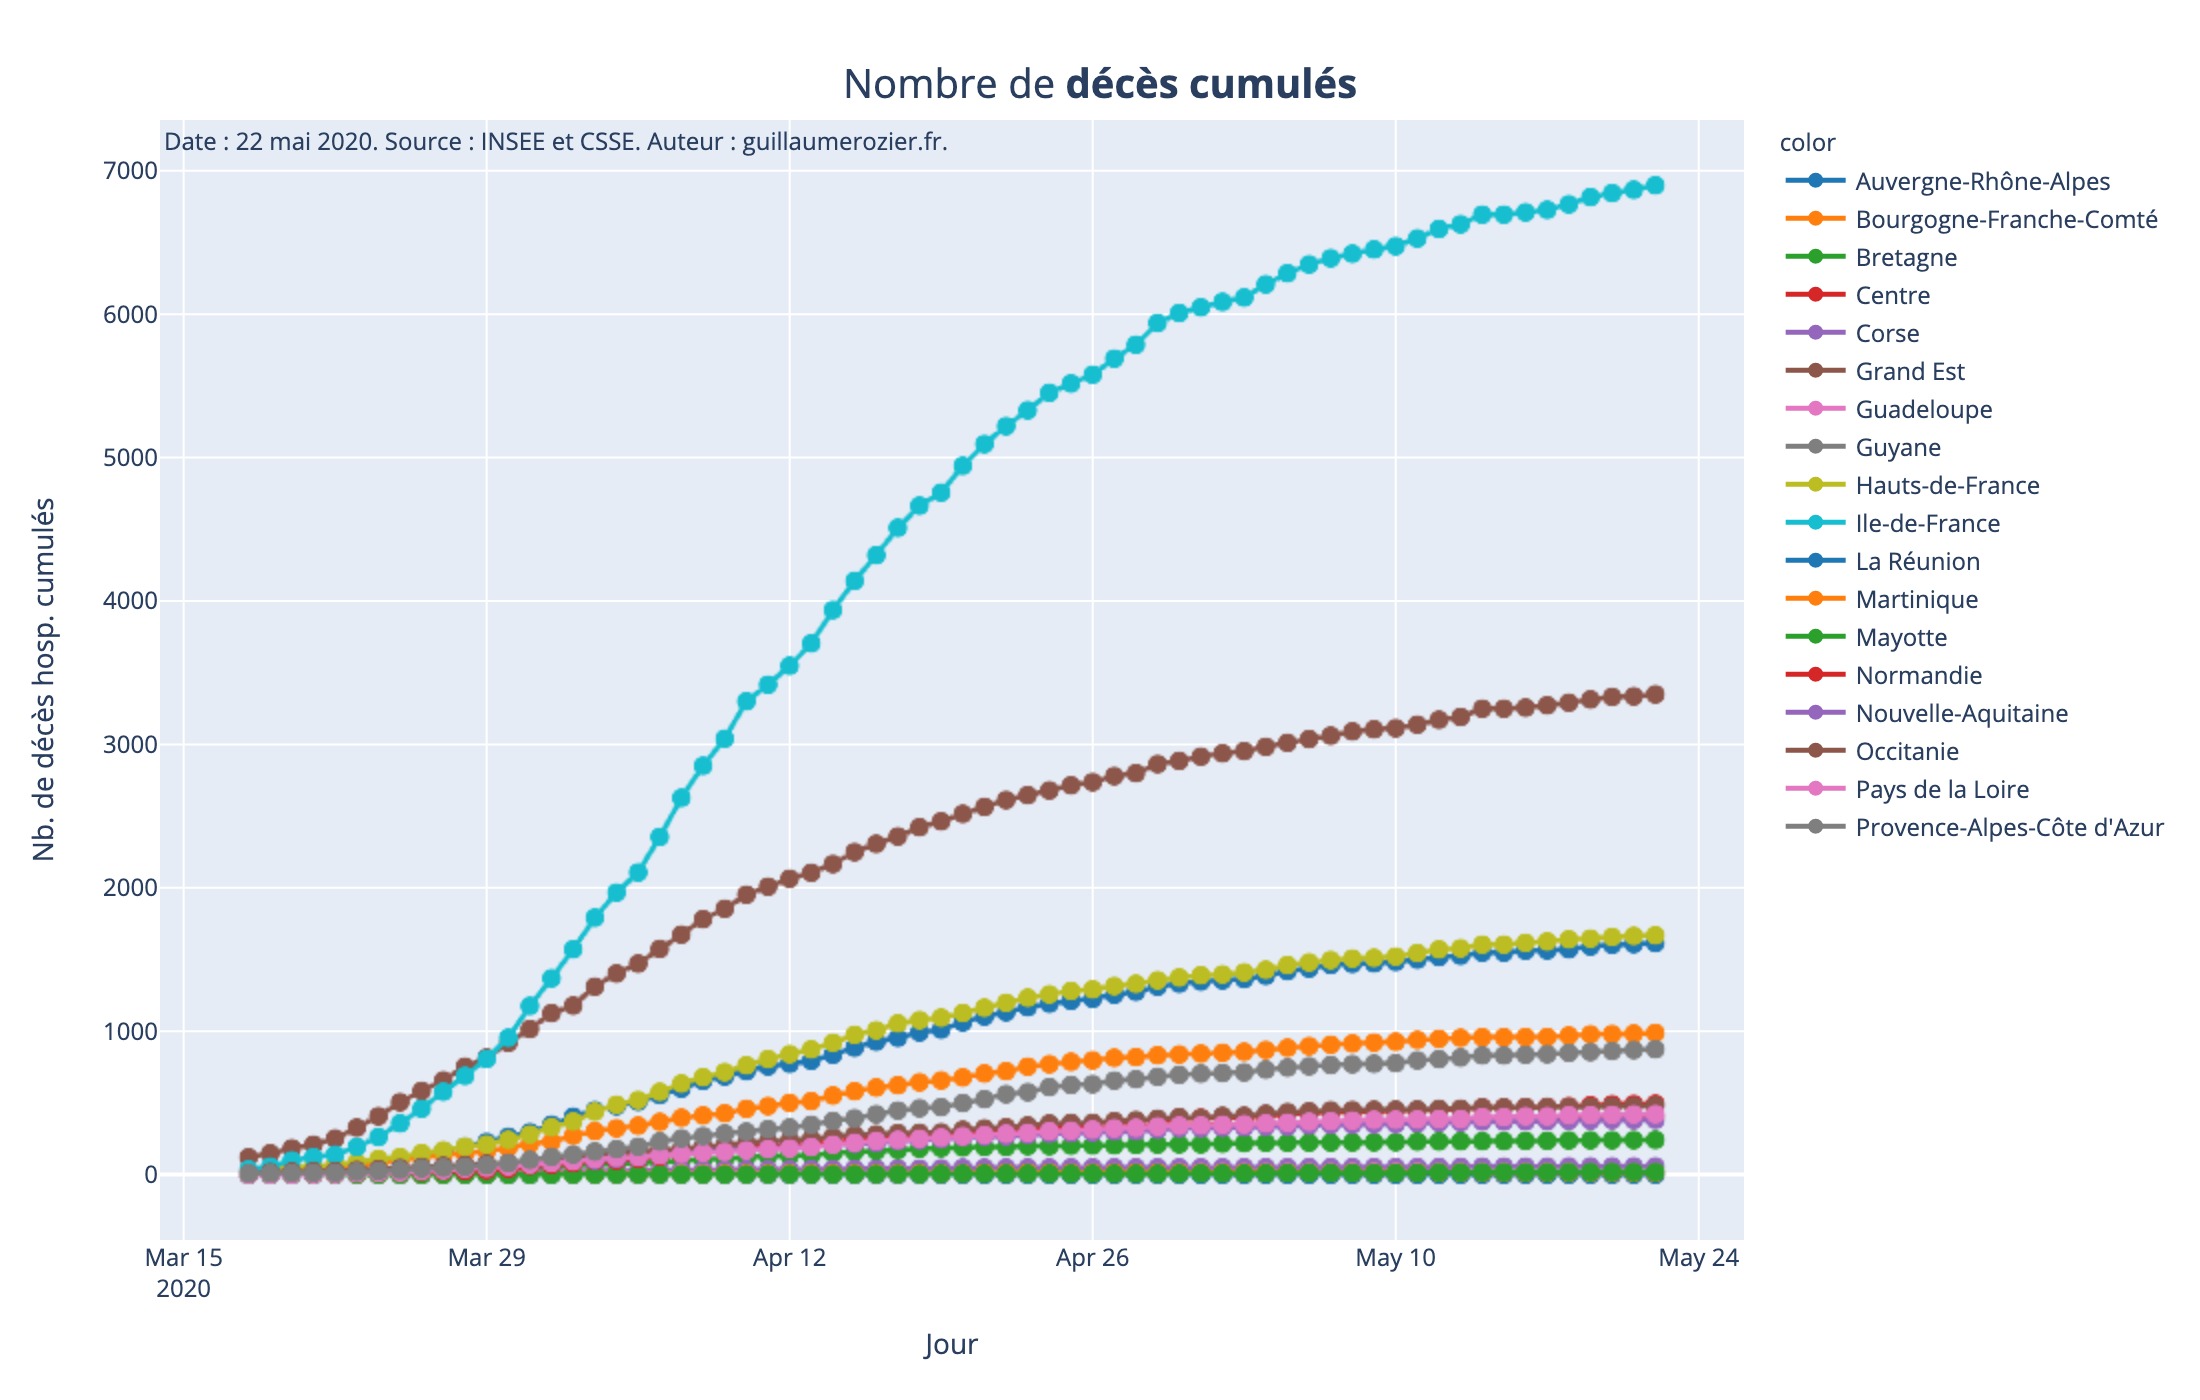 Nombre de décès cumulés
Date : 22 mai 2020. Source : INSEE et CSSE. Auteur : guillaumerozier.fr.
Nb. de décès hosp. cumulés
7000
6000
5000
4000
3000
2000
1000
0
Mar 15
2020
Mar 29
Apr 12
Apr 26
May 10
May 24
Jour
color
Auvergne-Rhône-Alpes
Bourgogne-Franche-Comté
Bretagne
Centre
Corse
Grand Est
Guadeloupe
Guyane
Hauts-de-France
Ile-de-France
La Réunion
Martinique
Mayotte
Normandie
Nouvelle-Aquitaine
Occitanie
Pays de la Loire
Provence-Alpes-Côte d'Azur